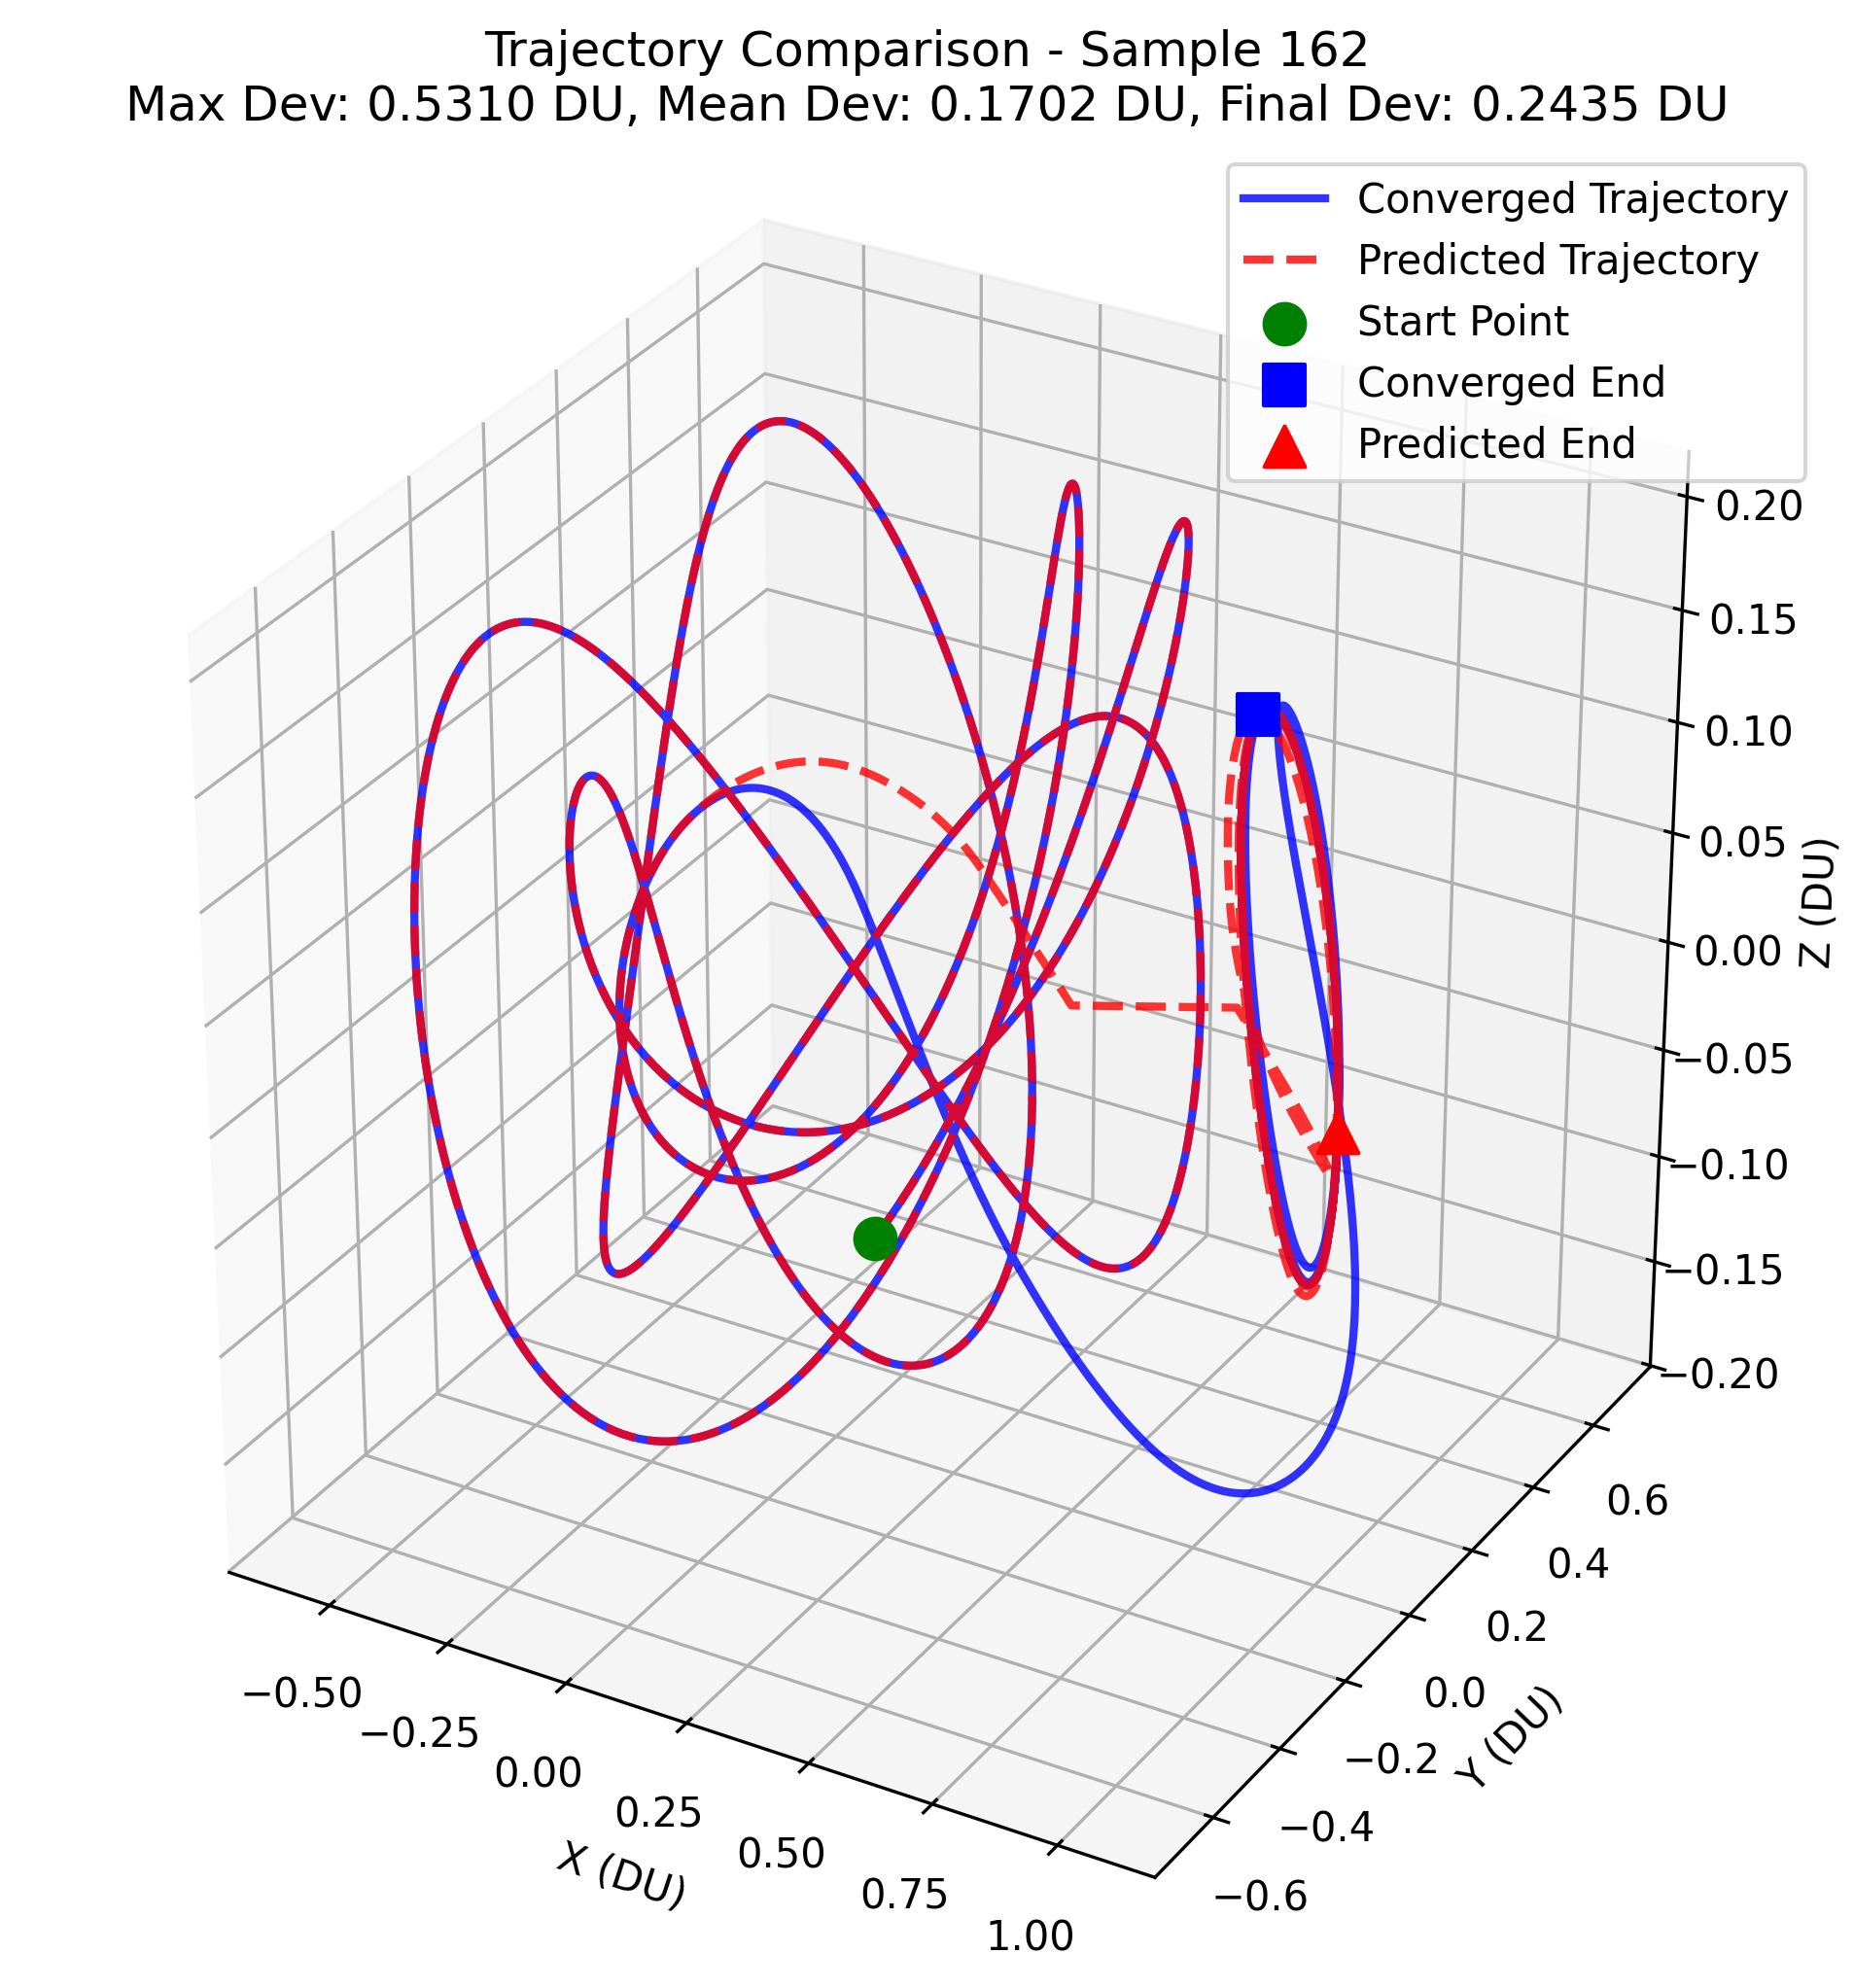 Trajectory Comparison - Sample 162
Max Dev: 0.5310 DU, Mean Dev: 0.1702 DU, Final Dev: 0.2435 DU
Converged Trajectory
Predicted Trajectory
Start Point
Converged End
Predicted End
0.20
0.15
0.10
0.05
0.00
−0.05
−0.10
−0.15
−0.20
Z (DU)
0.6
0.4
0.2
0.0
−0.2
−0.4
−0.6
Y (DU)
−0.50
−0.25
0.00
0.25
0.50
0.75
1.00
X (DU)